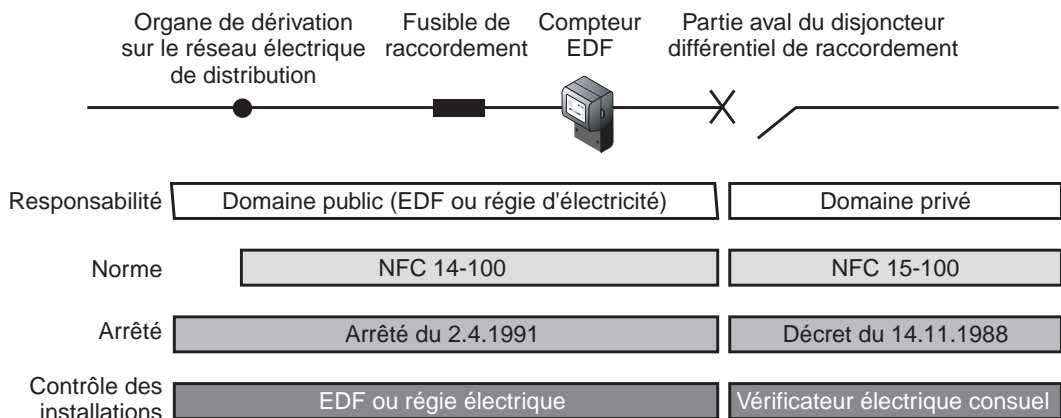 Organe de dérivation
sur le réseau électrique
de distribution
Fusible de
raccordement
Compteur
EDF
Partie aval du disjoncteur
différentiel de raccordement
Responsabilité
Domaine public (EDF ou régie d'électricité)
Domaine privé
Norme
NFC 14-100
NFC 15-100
Arrêté
Arrêté du 2.4.1991
Décret du 14.11.1988
Contrôle des
installations
EDF ou régie électrique
Vérificateur électrique consuel